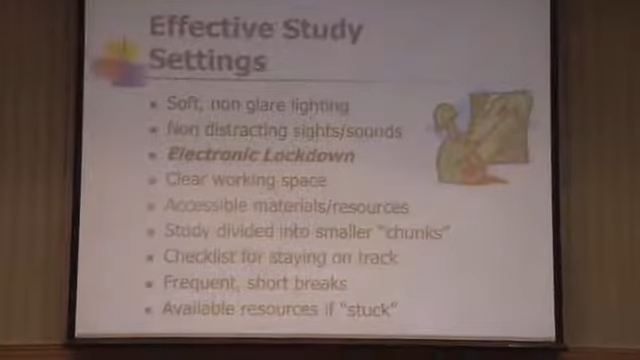 Effective Study
Settings
Soft, non glare lighting
Non distracting sights/sounds
Electronic Lockdown
Clear working space
Accessible materials/resources
Study divided into smaller "chunks"
Checklist for staying on track
Frequent, short breaks
Available resources if "stuck"